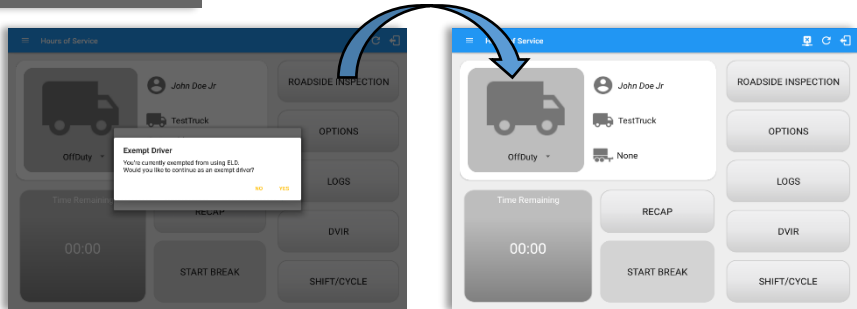 Hours of Service
John Doe Jr
ROADSIDE INSPECTION
TestTruck
OPTIONS
Exempt Driver
You're currently exempted from using ELD.
Would you like to continue as an exempt driver?
NO YES
OffDuty
LOGS
Time Remaining
RECAP
DVIR
00:00
START BREAK
SHIFT/CYCLE
of Service
John Doe Jr
ROADSIDE INSPECTION
TestTruck
OPTIONS
OffDuty
None
LOGS
Time Remaining
RECAP
DVIR
00:00
START BREAK
SHIFT/CYCLE